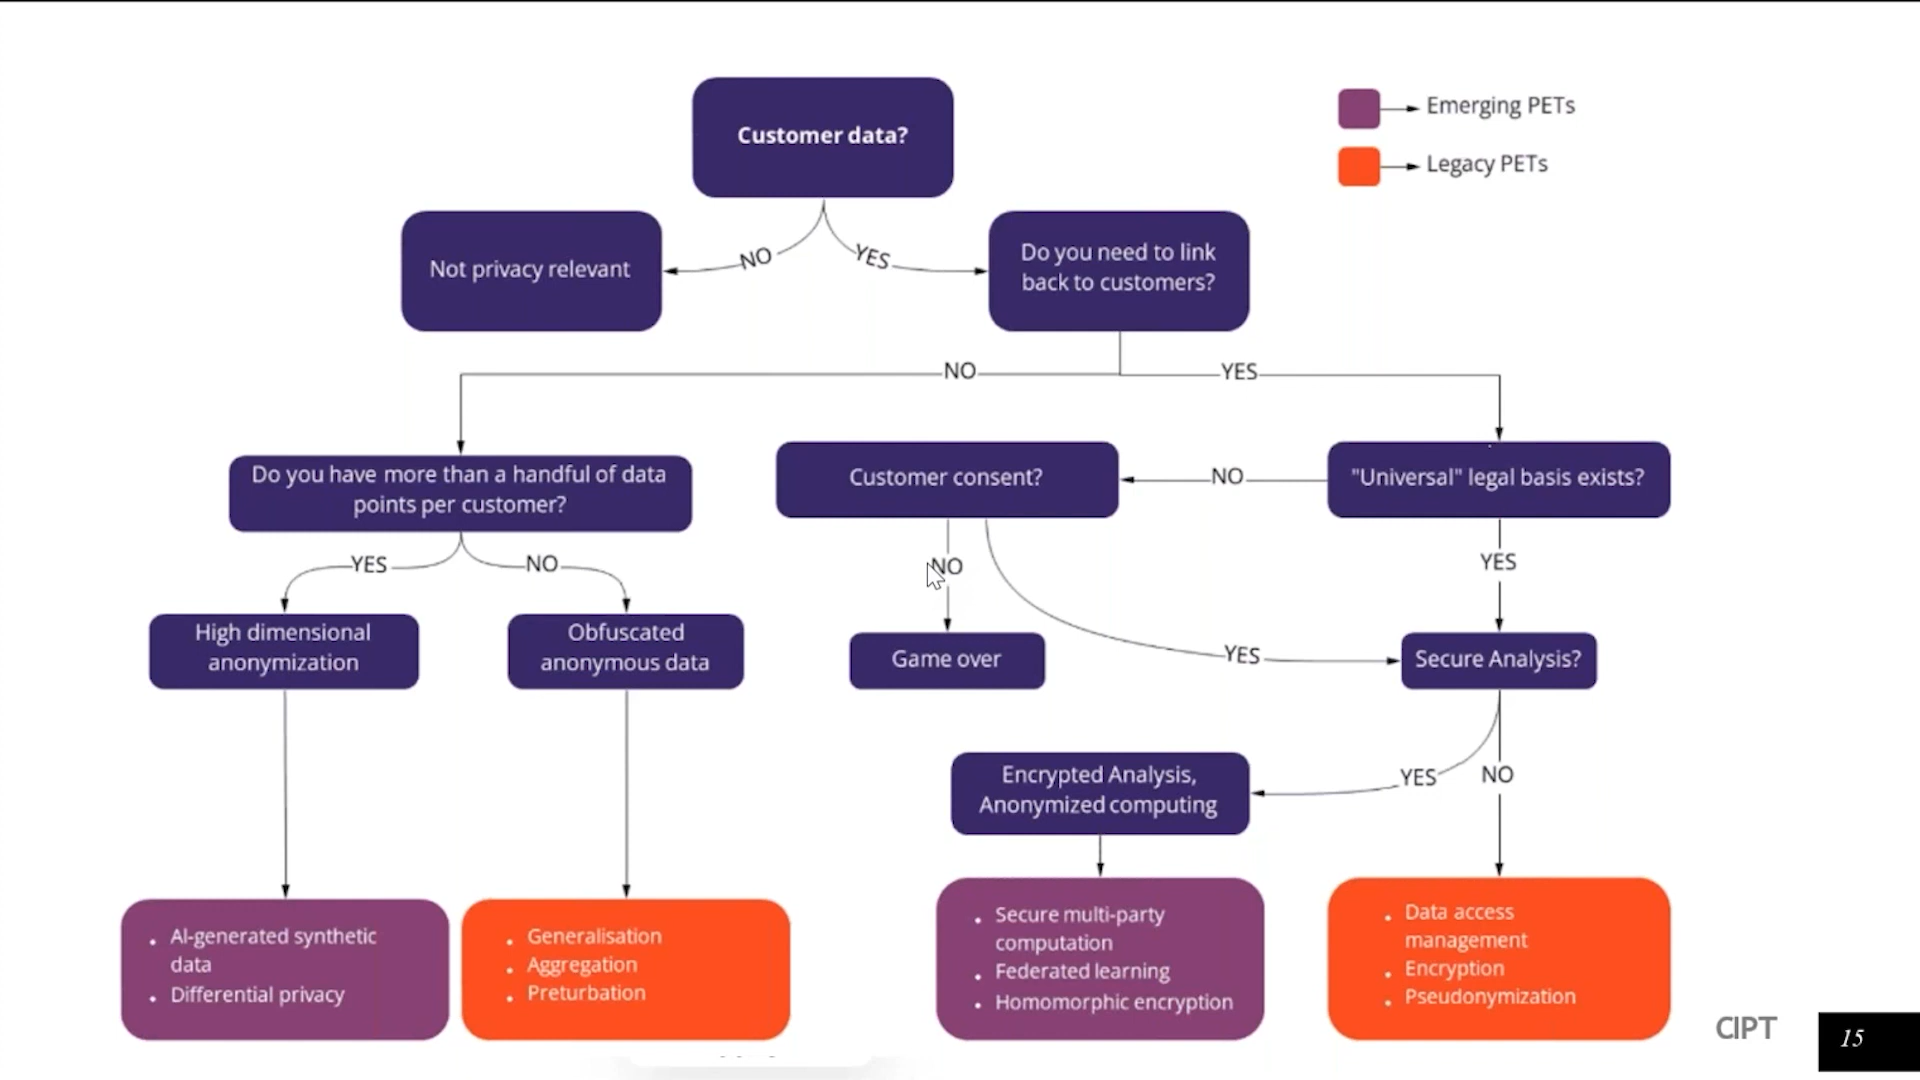 Customer data?
Emerging PETs
Legacy PETs
Not privacy relevant
NO
YES
Do you need to link
back to customers?
NO
YES
Do you have more than a handful of data
points per customer?
Customer consent?
NO
"Universal" legal basis exists?
YES
NO
NO
YES
High dimensional
anonymization
Obfuscated
anonymous data
Game over
YES
Secure Analysis?
Encrypted Analysis,
Anonymized computing
YES
NO
• AI-generated synthetic
data
• Differential privacy
• Generalisation
• Aggregation
• Preturbation
• Secure multi-party
computation
• Federated learning
• Homomorphic encryption
• Data access
management
• Encryption
• Pseudonymization
CIPT
15